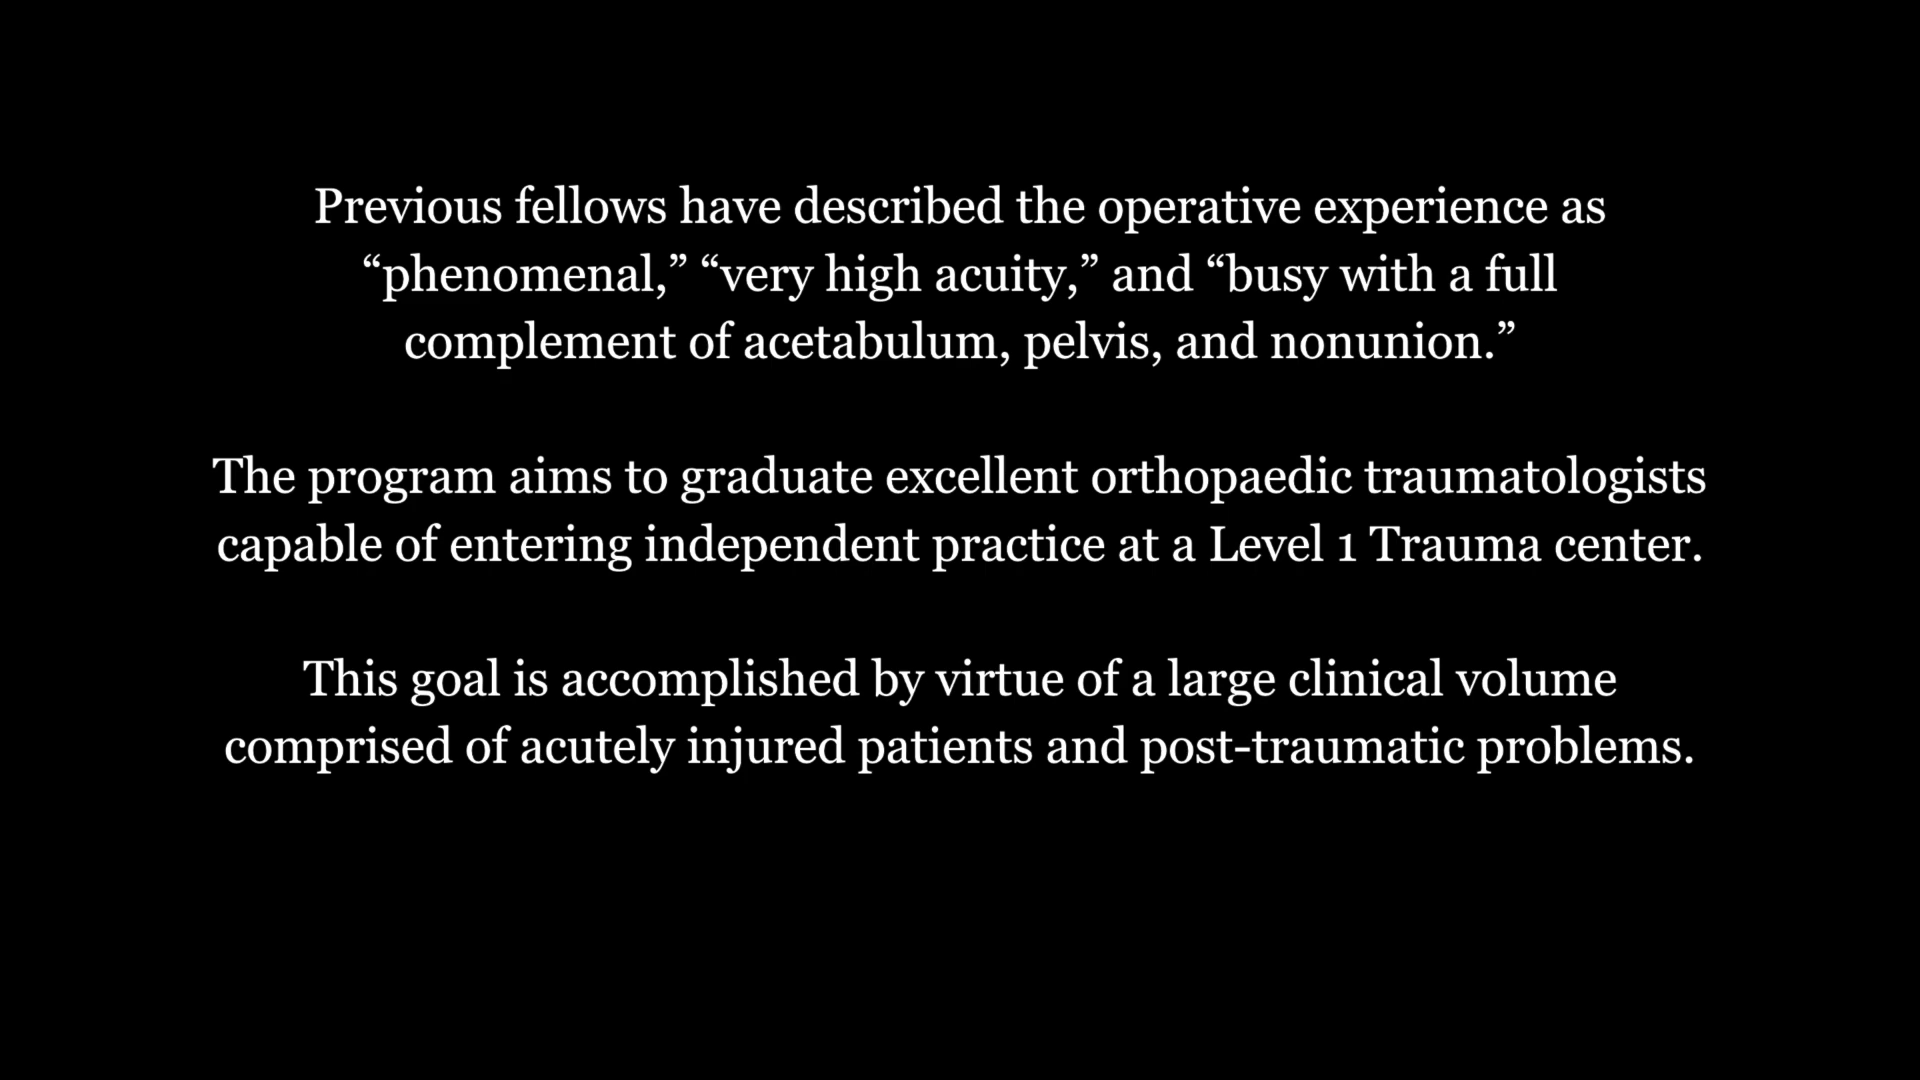 Previous fellows have described the operative experience as
“phenomenal,” “very high acuity,” and “busy with a full
complement of acetabulum, pelvis, and nonunion.”
The program aims to graduate excellent orthopaedic traumatologists
capable of entering independent practice at a Level 1 Trauma center.
This goal is accomplished by virtue of a large clinical volume
comprised of acutely injured patients and post-traumatic problems.